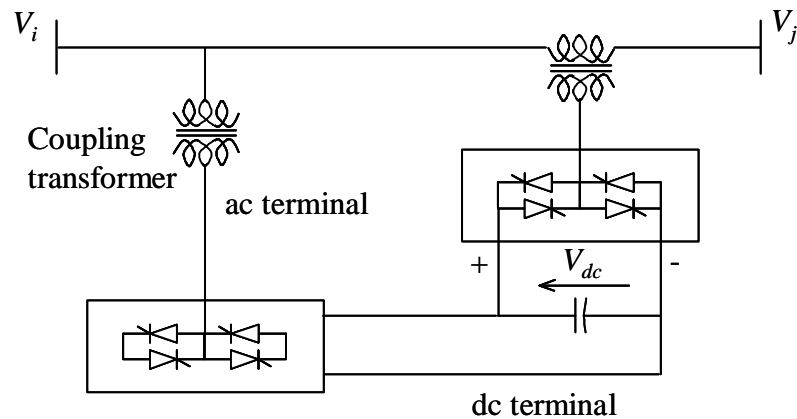 V_i
V_j
Coupling
transformer
ac terminal
+
V_dc
-
dc terminal